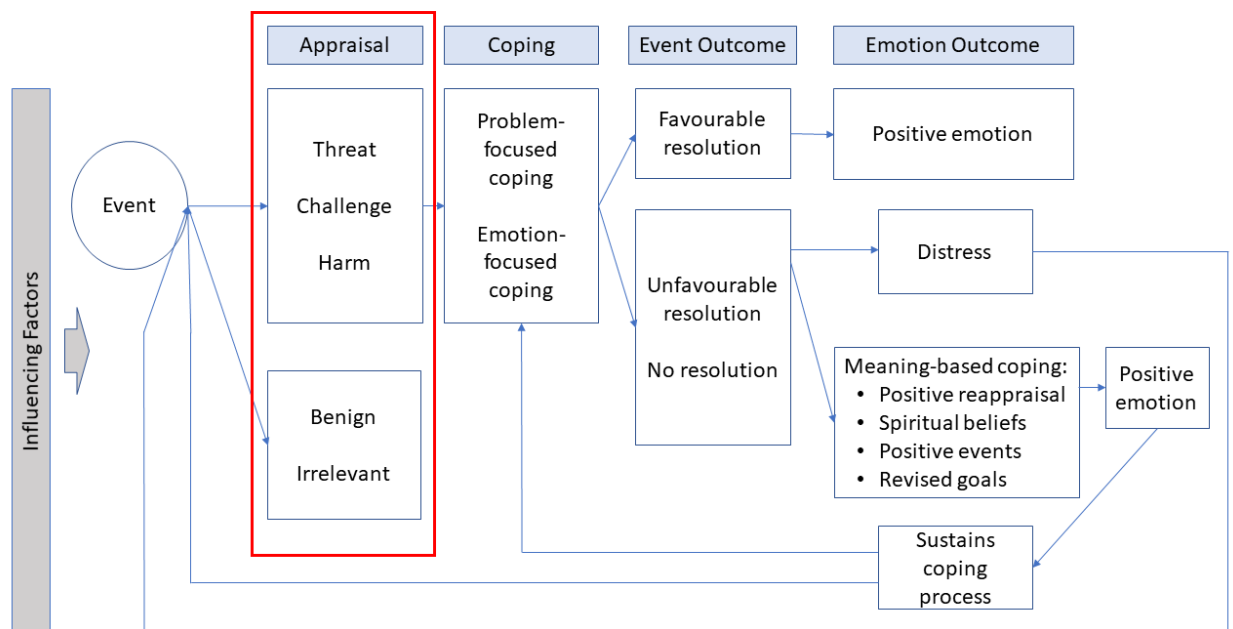 Appraisal
Coping
Event Outcome
Emotion Outcome
Influencing Factors
Event
Threat
Challenge
Harm
Benign
Irrelevant
Problem-
focused
coping
Emotion-
focused
coping
Favourable
resolution
Positive emotion
Unfavourable
resolution
No resolution
Distress
Meaning-based coping:
• Positive reappraisal
• Spiritual beliefs
• Positive events
• Revised goals
Positive
emotion
Sustains
coping
process